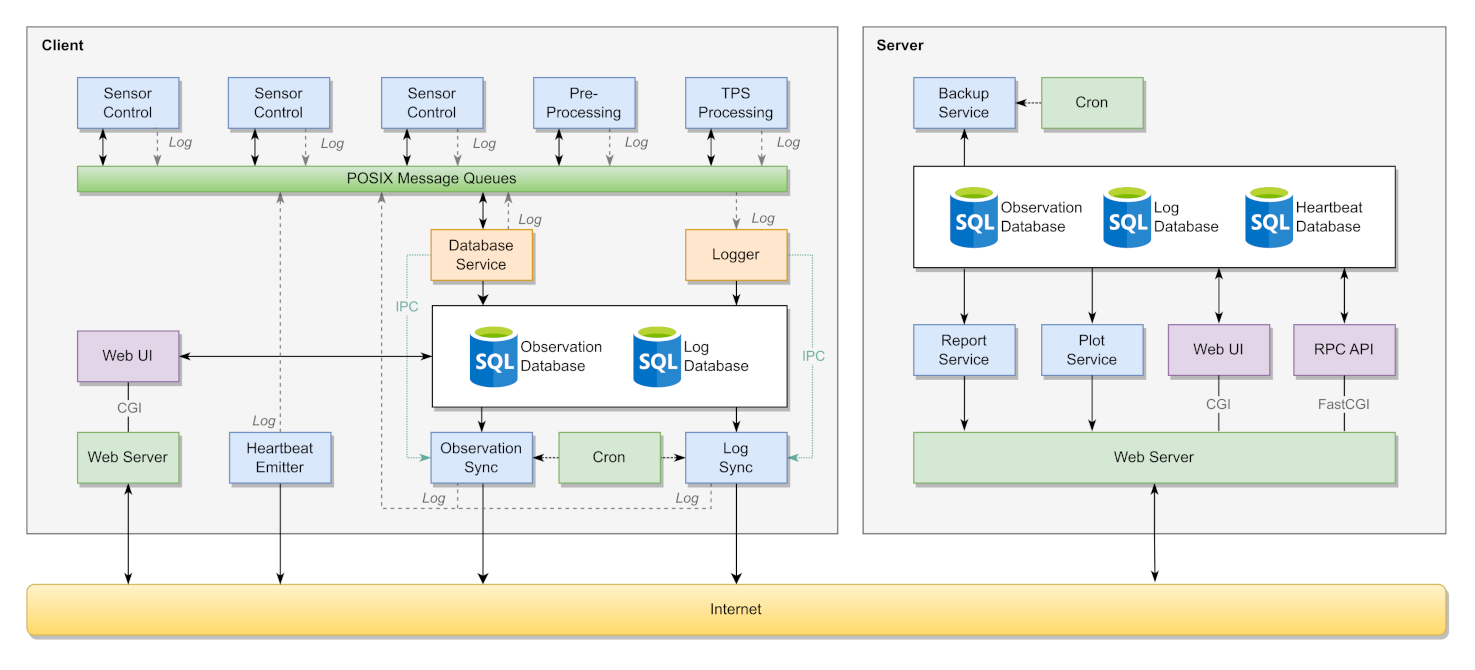 Client
Sensor
Control
Sensor
Control
Sensor
Control
Pre-
Processing
TPS
Processing
Log
Log
Log
Log
Log
POSIX Message Queues
Log
Log
Database
Service
Logger
IPC
IPC
SQL
Observation
Database
SQL
Log
Database
Web UI
CGI
Log
Web Server
Heartbeat
Emitter
Observation
Sync
Cron
Log
Sync
Log
Log
Server
Backup
Service
Cron
SQL
Observation
Database
SQL
Log
Database
SQL
Heartbeat
Database
Report
Service
Plot
Service
Web UI
RPC API
CGI
FastCGI
Web Server
Internet